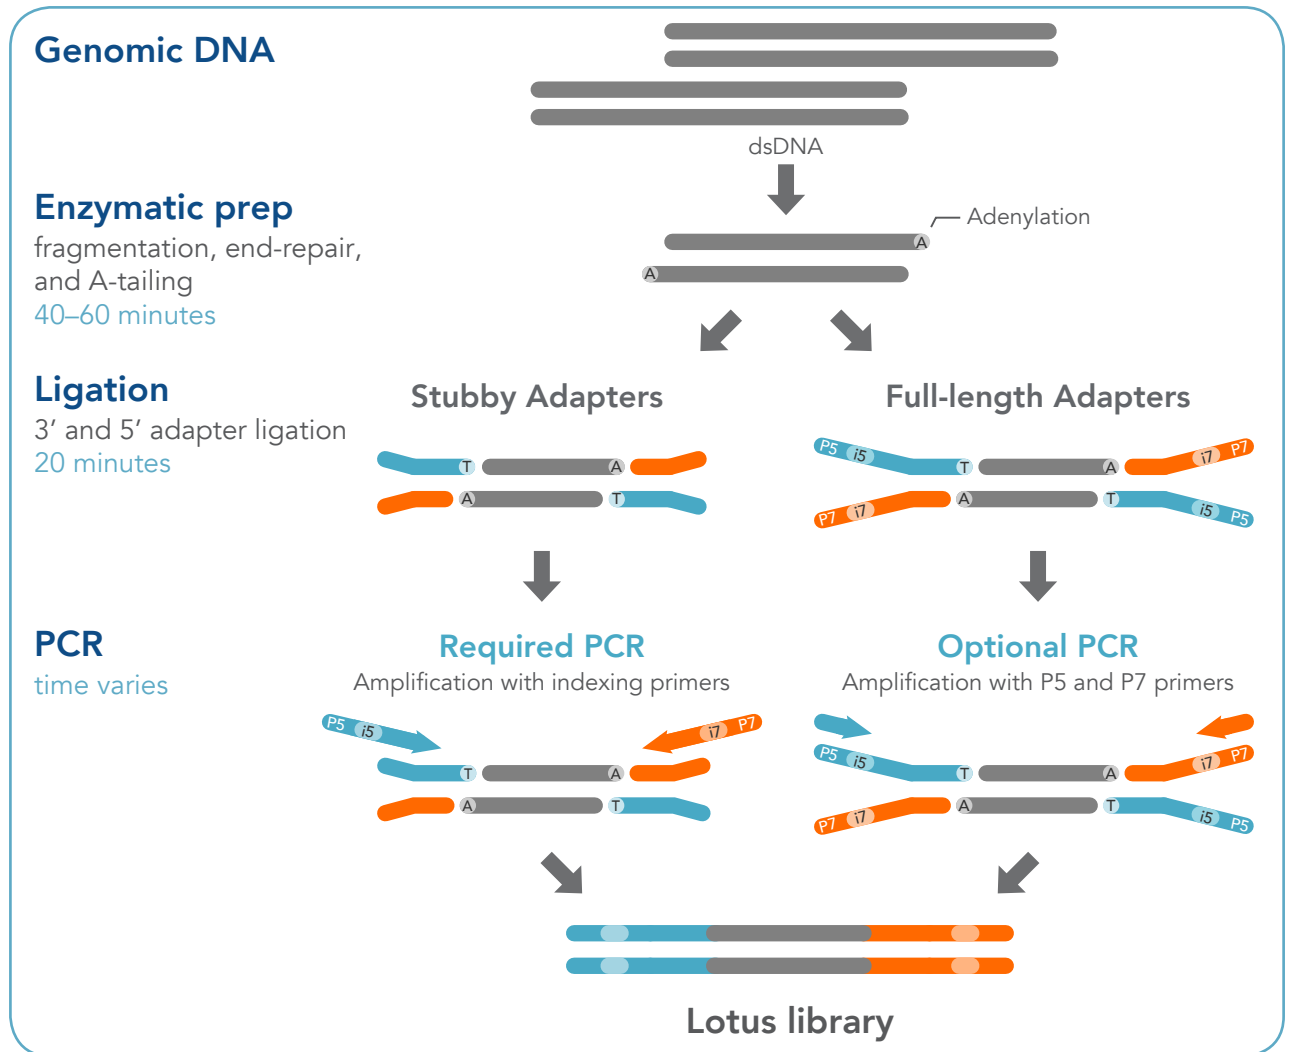 Genomic DNA
dsDNA
Enzymatic prep
fragmentation, end-repair,
and A-tailing
40–60 minutes
Adenylation
A
A
Ligation
3’ and 5’ adapter ligation
20 minutes
Stubby Adapters
T A
A T
Full-length Adapters
P5 i5 T A i7 P7
P7 i7 A T i5 P5
PCR
time varies
Required PCR
Amplification with indexing primers
P5 i5 i7 P7
T A
A T
Optional PCR
Amplification with P5 and P7 primers
P5 i5 T A i7 P7
P7 i7 A T i5 P5
Lotus library